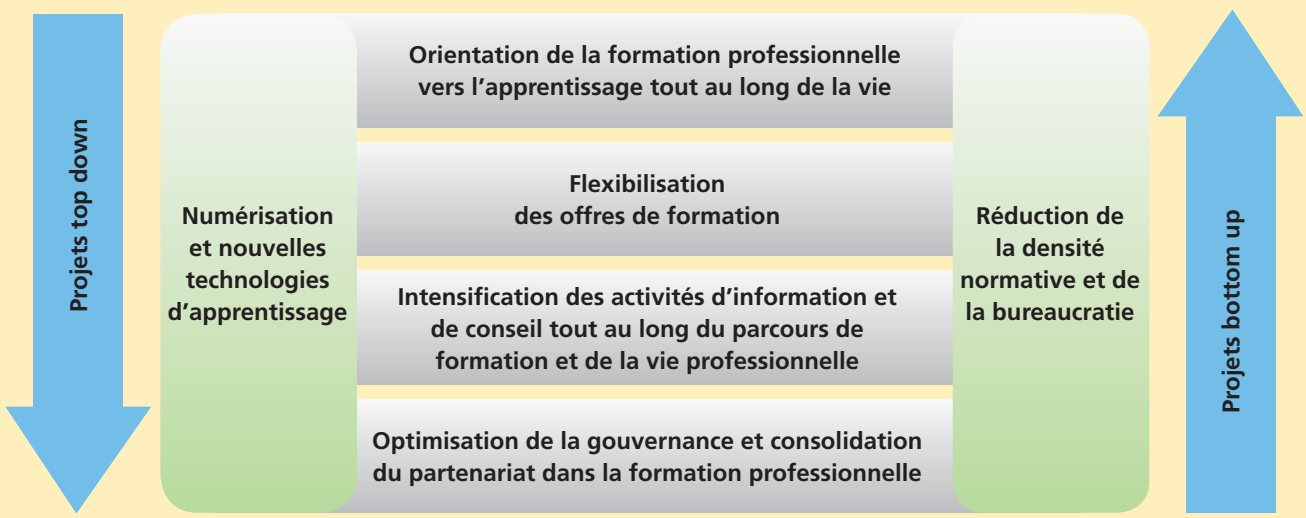 Projets top down
Numérisation
et nouvelles
technologies
d'apprentissage
Orientation de la formation professionnelle
vers l'apprentissage tout au long de la vie
Flexibilisation
des offres de formation
Intensification des activités d'information et
de conseil tout au long du parcours de
formation et de la vie professionnelle
Optimisation de la gouvernance et consolidation
du partenariat dans la formation professionnelle
Réduction de
la densité
normative et de
la bureaucratie
Projets bottom up